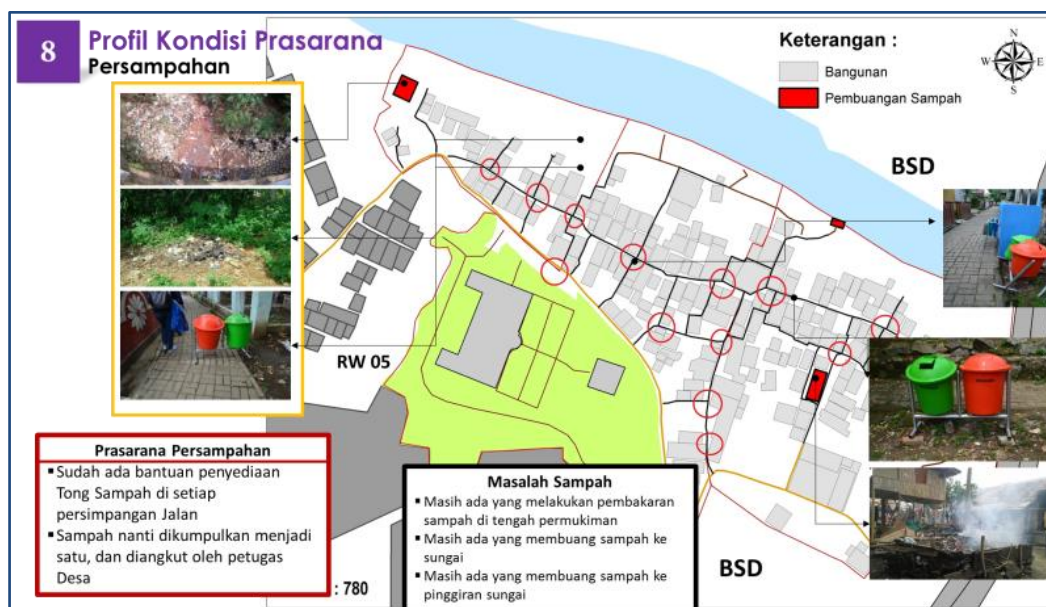 8
Profil Kondisi Prasarana
Persampahan
Keterangan :
Bangunan
Pembuangan Sampah
N
W E
S
BSD
RW 05
Prasarana Persampahan
▪ Sudah ada bantuan penyediaan
Tong Sampah di setiap
persimpangan Jalan
▪ Sampah nanti dikumpulkan menjadi
satu, dan diangkut oleh petugas
Desa
: 780
Masalah Sampah
▪ Masih ada yang melakukan pembakaran
sampah di tengah permukiman
▪ Masih ada yang membuang sampah ke
sungai
▪ Masih ada yang membuang sampah ke
pinggiran sungai
BSD